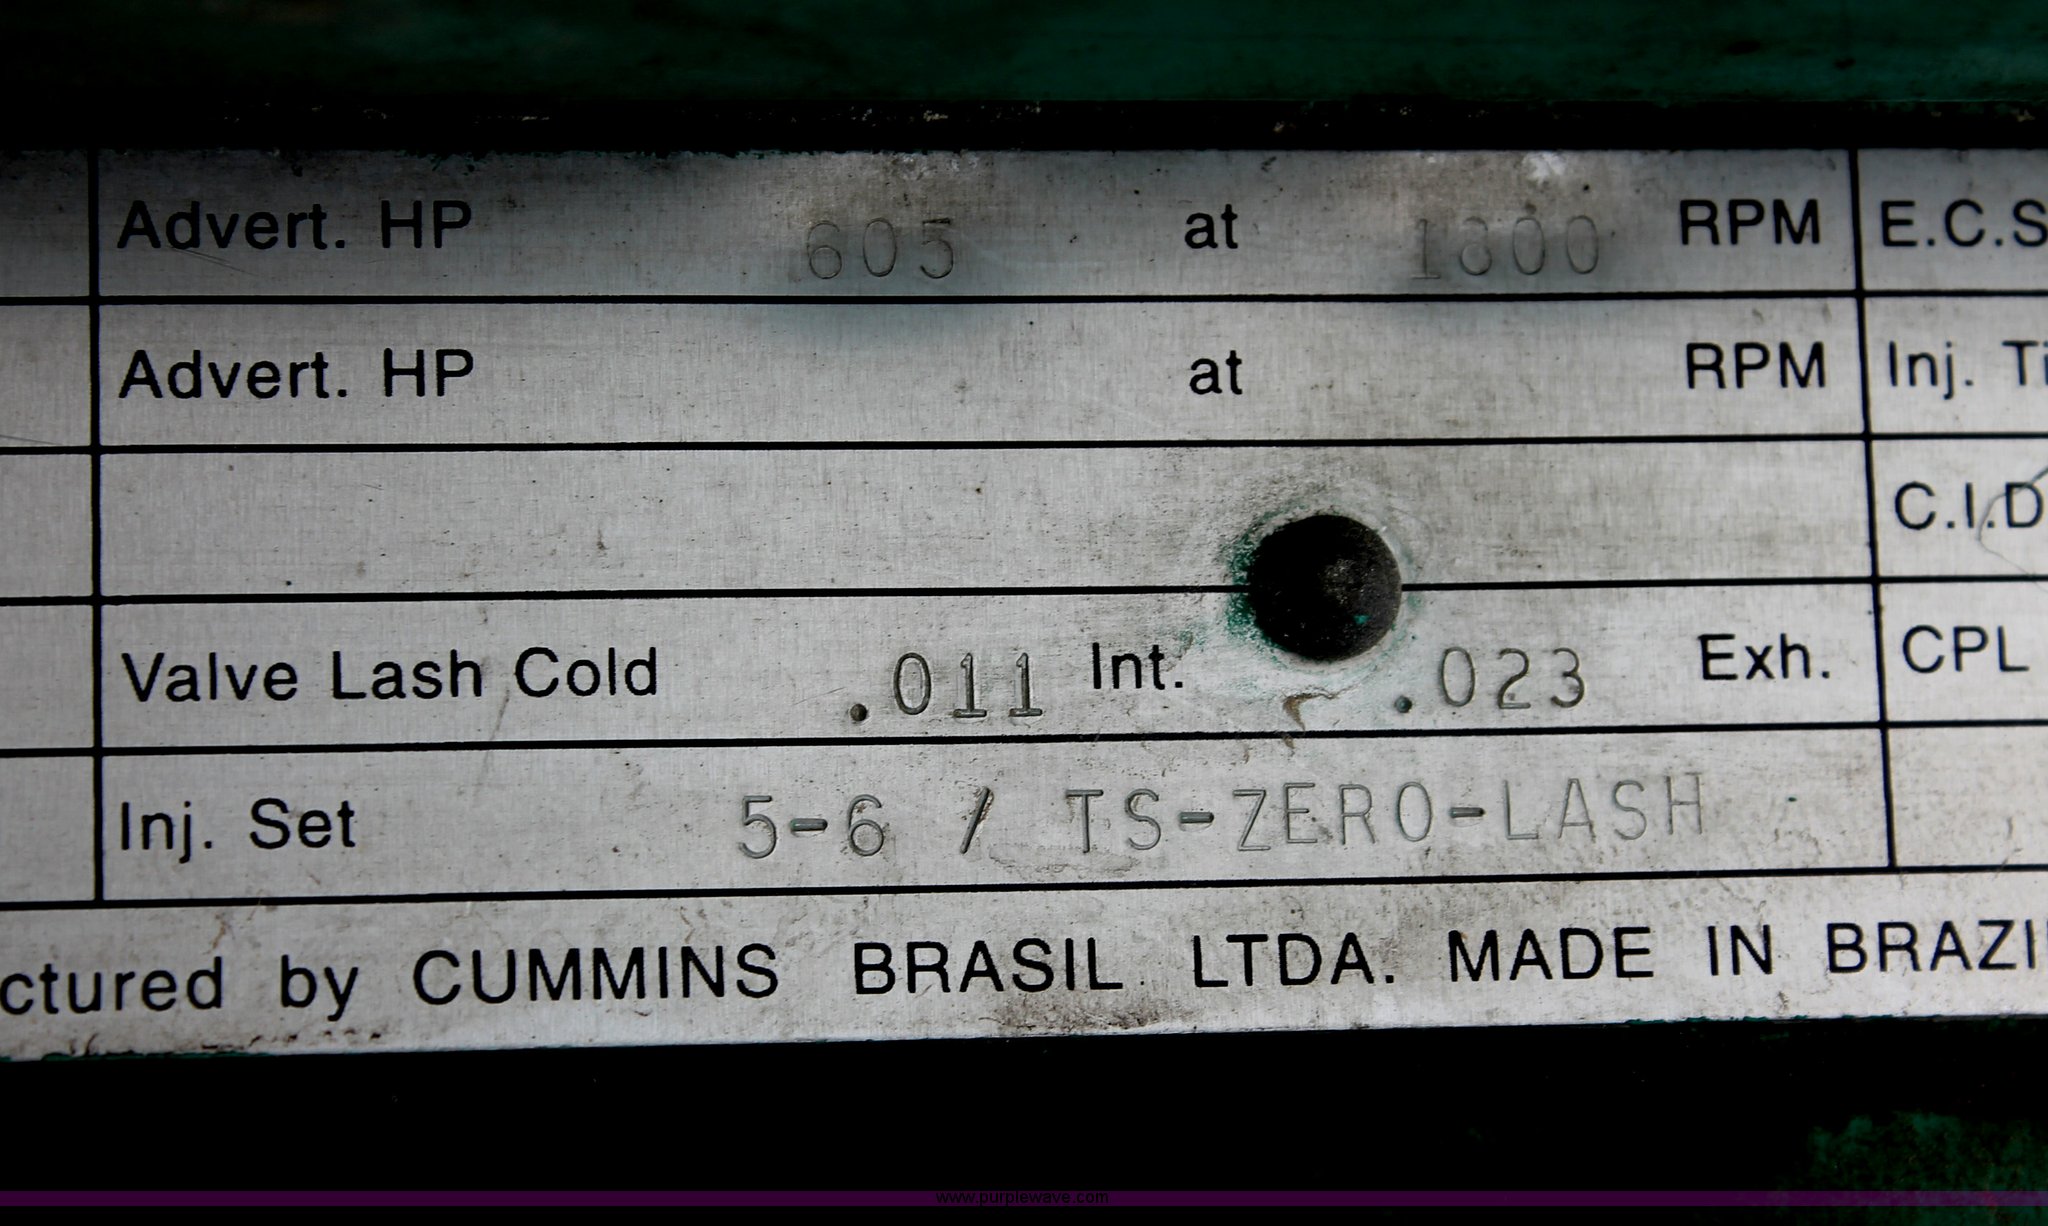 Advert. HP 605 at 1800 RPM E.C.S
Advert. HP at RPM Inj. Ti
C.I.D
Valve Lash Cold .011 Int. .023 Exh. CPL
Inj. Set 5-6 / TS-ZERO-LASH
ctured by CUMMINS BRASIL LTDA. MADE IN BRAZI
www.purplewave.com